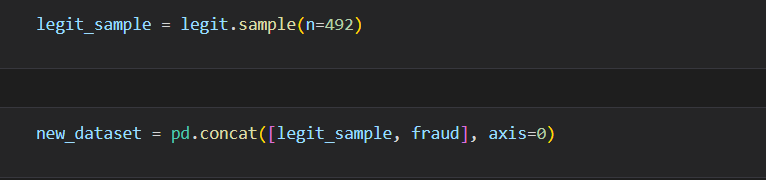 legit_sample = legit.sample(n=492)
new_dataset = pd.concat([legit_sample, fraud], axis=0)